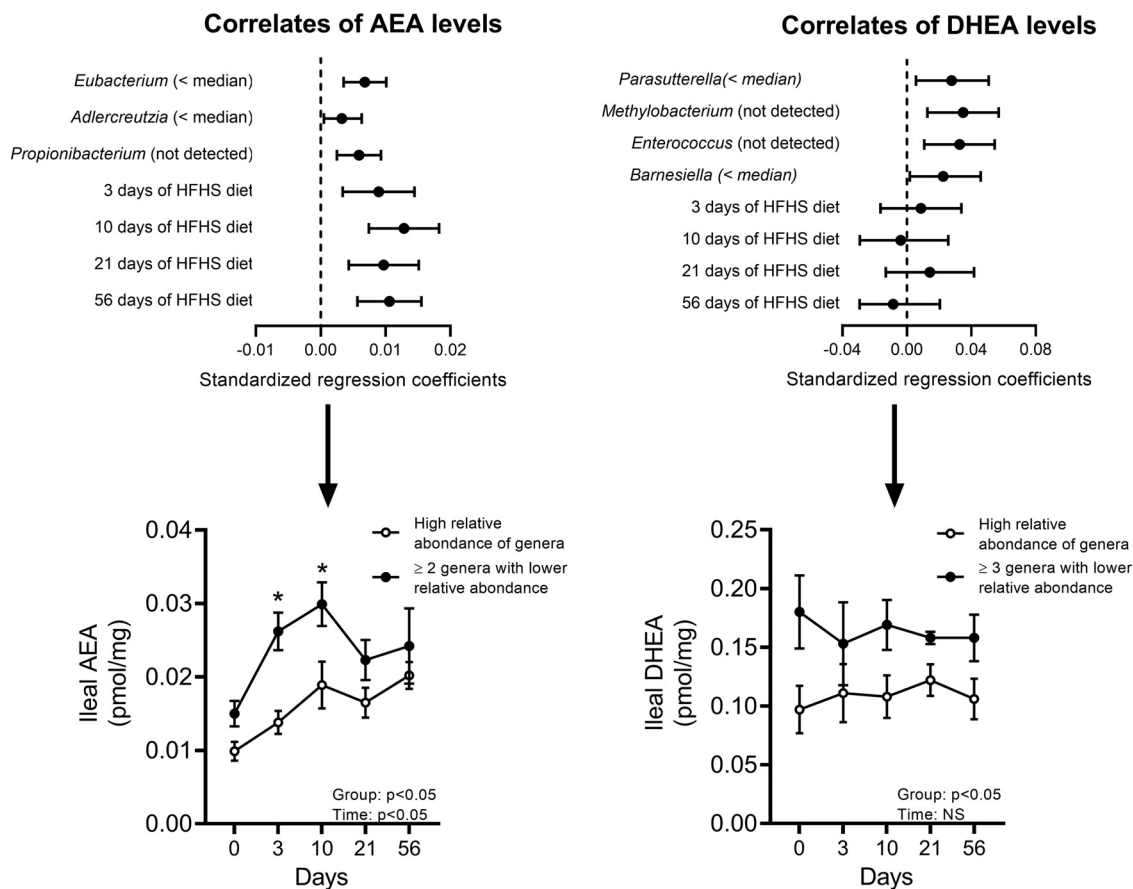 Correlates of AEA levels
Eubacterium (< median)
Adlercreutzia (< median)
Propionibacterium (not detected)
3 days of HFHS diet
10 days of HFHS diet
21 days of HFHS diet
56 days of HFHS diet
-0.01 0.00 0.01 0.02
Standardized regression coefficients
Correlates of DHEA levels
Parasutterella(< median)
Methylobacterium (not detected)
Enterococcus (not detected)
Barnesiella (< median)
3 days of HFHS diet
10 days of HFHS diet
21 days of HFHS diet
56 days of HFHS diet
-0.04 0.00 0.04 0.08
Standardized regression coefficients
High relative
abundance of genera
≥ 2 genera with lower
relative abundance
Ileal AEA
(pmol/mg)
0.04
0.03
0.02
0.01
0.00
* *
Group: p<0.05
Time: p<0.05
0 3 10 21 56
Days
High relative
abundance of genera
≥ 3 genera with lower
relative abundance
Ileal DHEA
(pmol/mg)
0.25
0.20
0.15
0.10
0.05
0.00
Group: p<0.05
Time: NS
0 3 10 21 56
Days